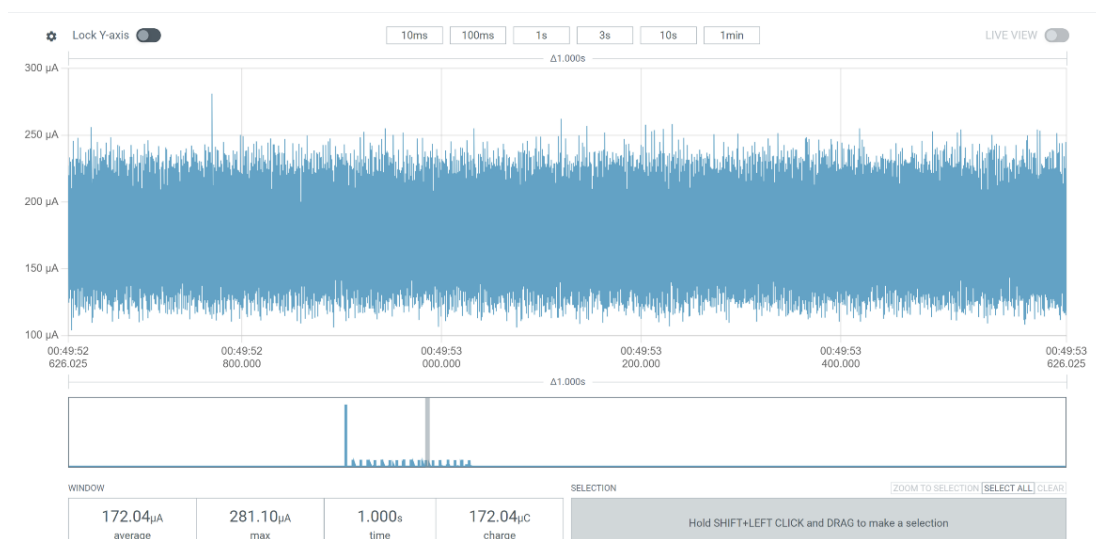 Lock Y-axis 10ms 100ms 1s 3s 10s 1min LIVE VIEW
Δ1.000s
300 µA
250 µA
200 µA
150 µA
100 µA
00:49:52 00:49:52 00:49:53 00:49:53 00:49:53 00:49:53
626.025 800.000 000.000 200.000 400.000 626.025
Δ1.000s
WINDOW SELECTION ZOOM TO SELECTION SELECT ALL CLEAR
172.04µA 281.10µA 1.000s 172.04µC
average max time charge
Hold SHIFT+LEFT CLICK and DRAG to make a selection